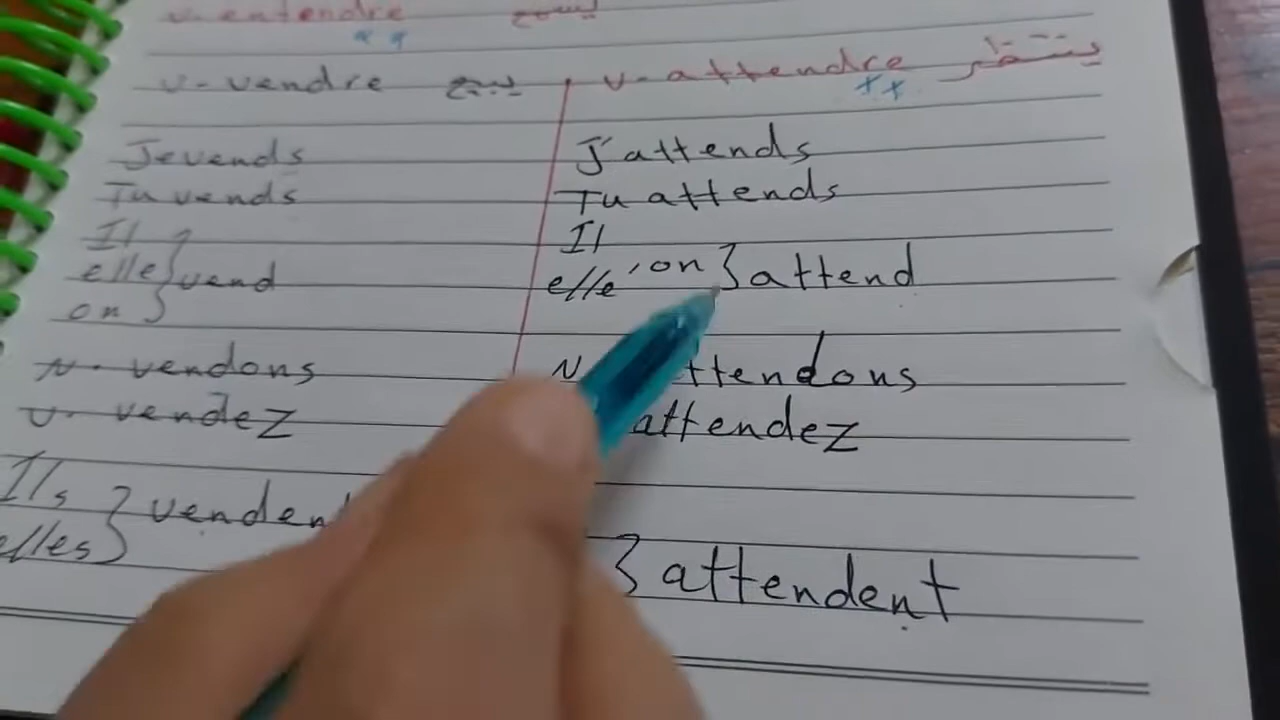 v-entendre يسمع
v-vendre يبيع
Je vends
Tu vends
Il
elle } vend
on
N. vendons
v. vendez
Ils
elles } vendent
v-attendre ينتظر
J'attends
Tu attends
Il
elle, on } attend
N attendons
attendez
} attendent